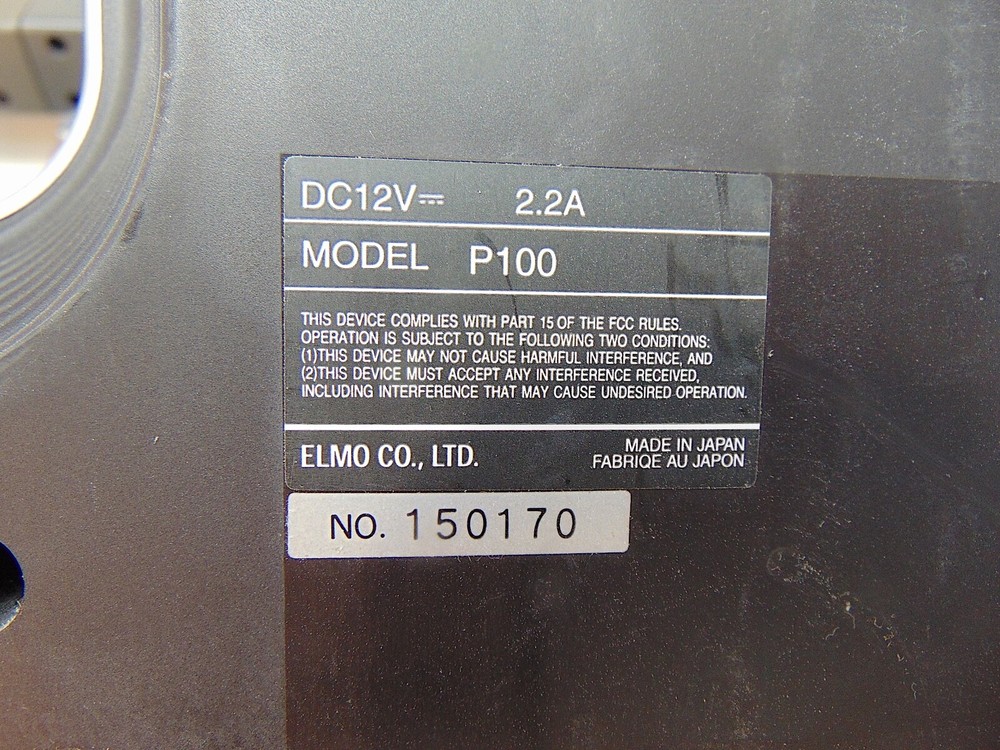 DC12V⎓ 2.2A
MODEL P100
THIS DEVICE COMPLIES WITH PART 15 OF THE FCC RULES.
OPERATION IS SUBJECT TO THE FOLLOWING TWO CONDITIONS:
(1)THIS DEVICE MAY NOT CAUSE HARMFUL INTERFERENCE, AND
(2)THIS DEVICE MUST ACCEPT ANY INTERFERENCE RECEIVED,
INCLUDING INTERFERENCE THAT MAY CAUSE UNDESIRED OPERATION.
ELMO CO., LTD.
MADE IN JAPAN
FABRIQE AU JAPON
NO. 150170